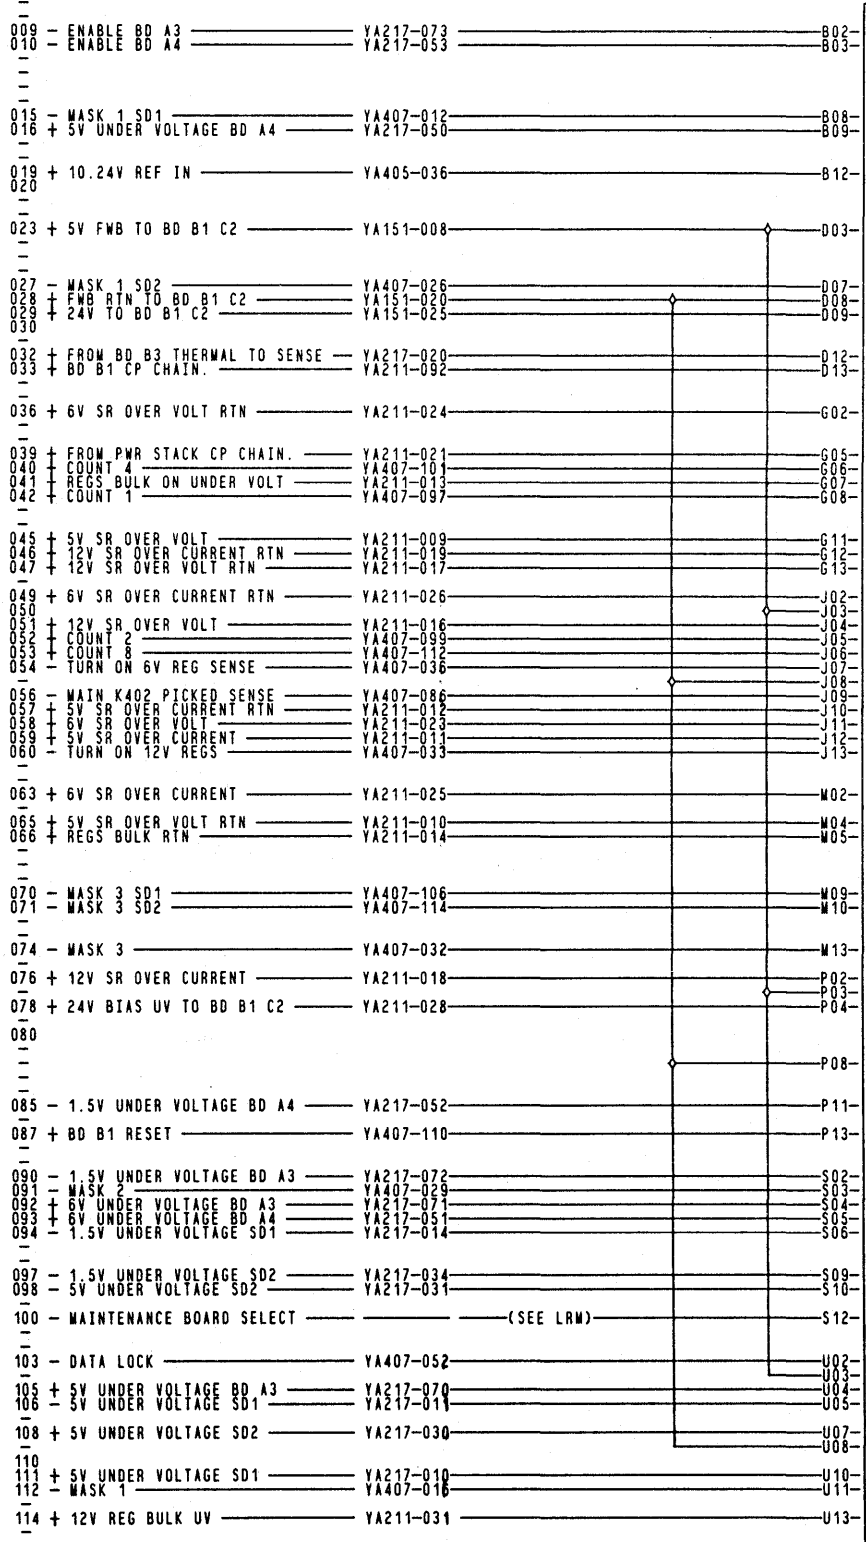 009 - ENABLE BD A3 YA217-073 B02-
010 - ENABLE BD A4 YA217-053 B03-
015 - MASK 1 SD1 YA407-012 B08-
016 + 5V UNDER VOLTAGE BD A4 YA217-050 B09-
019 + 10.24V REF IN YA405-036 B12-
020
023 + 5V FWB TO BD B1 C2 YA151-008 D03-
027 - MASK 1 SD2 YA407-026 D07-
028 + FWB RTN TO BD B1 C2 YA151-020 D08-
029 + 24V TO BD B1 C2 YA151-025 D09-
030
032 + FROM BD B3 THERMAL TO SENSE YA217-020 D12-
033 + BD B1 CP CHAIN. YA211-092 D13-
036 + 6V SR OVER VOLT RTN YA211-024 G02-
039 + FROM PWR STACK CP CHAIN. YA211-021 G05-
040 + COUNT 4 YA407-101 G06-
041 + REGS BULK ON UNDER VOLT YA211-013 G07-
042 + COUNT 1 YA407-097 G08-
045 + 5V SR OVER VOLT YA211-009 G11-
046 + 12V SR OVER CURRENT RTN YA211-019 G12-
047 + 12V SR OVER VOLT RTN YA211-017 G13-
049 + 6V SR OVER CURRENT RTN YA211-026 J02-
050 J03-
051 + 12V SR OVER VOLT YA211-016 J04-
052 + COUNT 2 YA407-099 J05-
053 + COUNT 8 YA407-112 J06-
054 - TURN ON 6V REG SENSE YA407-036 J07-
J08-
056 - MAIN K402 PICKED SENSE YA407-086 J09-
057 + 5V SR OVER CURRENT RTN YA211-012 J10-
058 + 6V SR OVER VOLT YA211-023 J11-
059 + 5V SR OVER CURRENT YA211-011 J12-
060 - TURN ON 12V REGS YA407-033 J13-
063 + 6V SR OVER CURRENT YA211-025 M02-
065 + 5V SR OVER VOLT RTN YA211-010 M04-
066 + REGS BULK RTN YA211-014 M05-
070 - MASK 3 SD1 YA407-106 M09-
071 - MASK 3 SD2 YA407-114 M10-
074 - MASK 3 YA407-032 M13-
076 + 12V SR OVER CURRENT YA211-018 P02-
P03-
078 + 24V BIAS UV TO BD B1 C2 YA211-028 P04-
080
P08-
085 - 1.5V UNDER VOLTAGE BD A4 YA217-052 P11-
087 + BD B1 RESET YA407-110 P13-
090 - 1.5V UNDER VOLTAGE BD A3 YA217-072 S02-
091 - MASK 2 YA407-029 S03-
092 + 6V UNDER VOLTAGE BD A3 YA217-071 S04-
093 + 6V UNDER VOLTAGE BD A4 YA217-051 S05-
094 - 1.5V UNDER VOLTAGE SD1 YA217-014 S06-
097 - 1.5V UNDER VOLTAGE SD2 YA217-034 S09-
098 - 5V UNDER VOLTAGE SD2 YA217-031 S10-
100 - MAINTENANCE BOARD SELECT (SEE LRM) S12-
103 - DATA LOCK YA407-052 U02-
U03-
105 + 5V UNDER VOLTAGE BD A3 YA217-070 U04-
106 - 5V UNDER VOLTAGE SD1 YA217-011 U05-
108 + 5V UNDER VOLTAGE SD2 YA217-030 U07-
U08-
110
111 + 5V UNDER VOLTAGE SD1 YA217-010 U10-
112 - MASK 1 YA407-016 U11-
114 + 12V REG BULK UV YA211-031 U13-